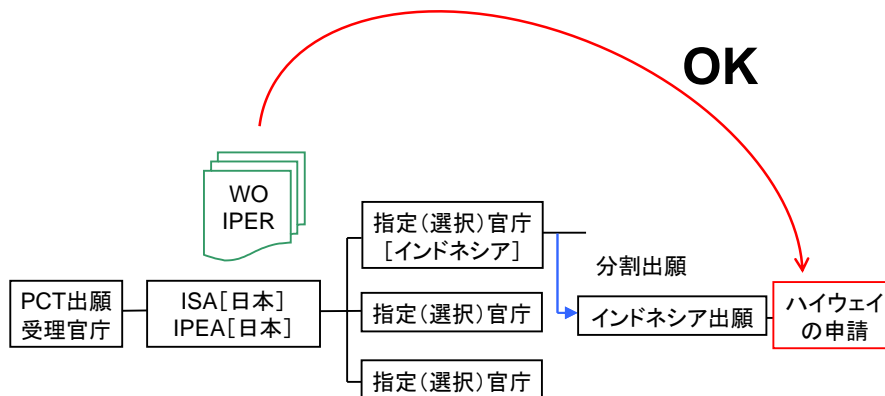 OK
WO
IPER
指定(選択)官庁
[インドネシア]
分割出願
PCT出願
受理官庁
ISA[日本]
IPEA[日本]
指定(選択)官庁
インドネシア出願
ハイウェイ
の申請
指定(選択)官庁